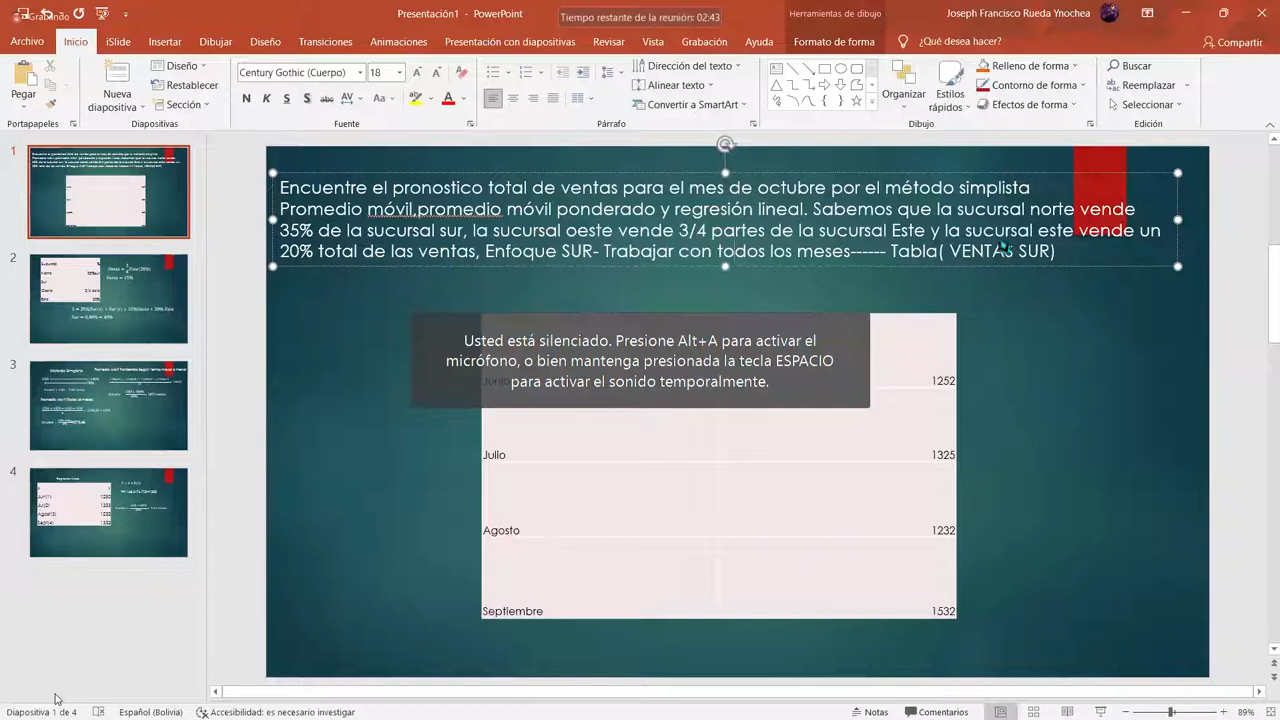 Grabando
Presentación1 - PowerPoint
Tiempo restante de la reunión: 02:43
Herramientas de dibujo
Joseph Francisco Rueda Ynochea
Archivo Inicio iSlide Insertar Dibujar Diseño Transiciones Animaciones Presentación con diapositivas Revisar Vista Grabación Ayuda Formato de forma ¿Qué desea hacer? Compartir
Pegar
Portapapeles
Nueva
diapositiva
Diseño
Restablecer
Sección
Diapositivas
Century Gothic (Cuerpo) 18
N K S S abc AV Aa A
Fuente
Dirección del texto
Alinear texto
Convertir a SmartArt
Párrafo
Organizar
Estilos
rápidos
Relleno de forma
Contorno de forma
Efectos de forma
Dibujo
Buscar
Reemplazar
Seleccionar
Edición
1
2
3
4
Encuentre el pronostico total de ventas para el mes de octubre por el método simplista
Promedio móvil,promedio móvil ponderado y regresión lineal. Sabemos que la sucursal norte vende
35% de la sucursal sur, la sucursal oeste vende 3/4 partes de la sucursal Este y la sucursal este vende un
20% total de las ventas, Enfoque SUR- Trabajar con todos los meses------ Tabla( VENTAS SUR)
Usted está silenciado. Presione Alt+A para activar el
micrófono, o bien mantenga presionada la tecla ESPACIO
para activar el sonido temporalmente.
1232
Julio 1325
Agosto 1232
Septiembre 1532
Diapositiva 1 de 4
Español (Bolivia)
Accesibilidad: es necesario investigar
Notas
Comentarios
89%